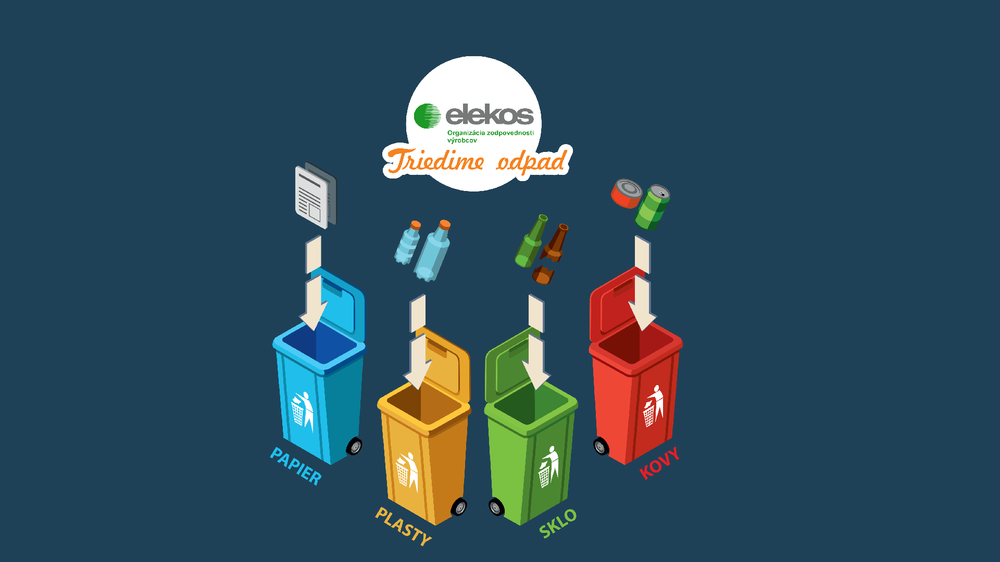 elekos
Organizácia zodpovednosti
výrobcov
Triedime odpad
PAPIER
PLASTY
SKLO
KOVY